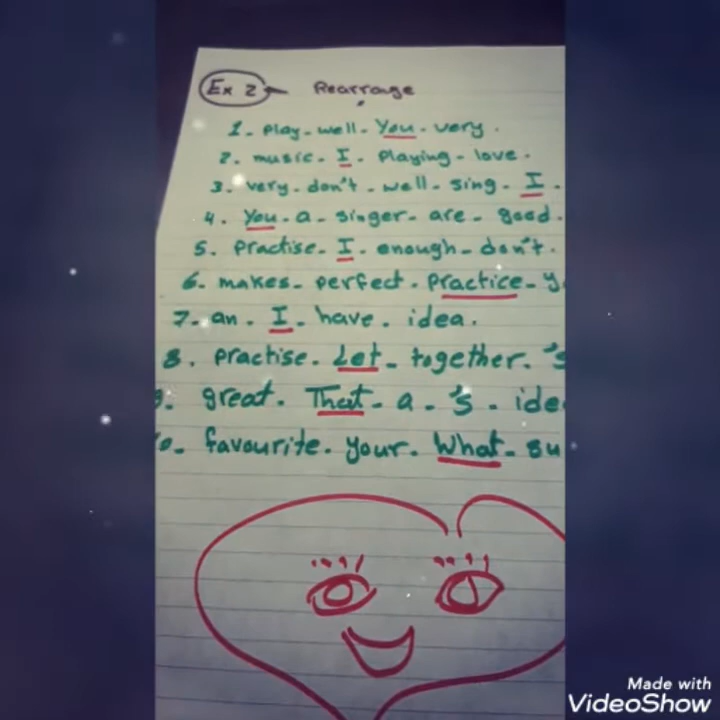 Ex 2 Rearrange
1. play - well - You - very.
2. music - I - playing - love.
3. very - don't - well - sing - I.
4. You - a - singer - are - good.
5. practise - I - enough - don't.
6. makes - perfect - practice -
7. an - I - have - idea.
8. practise - Let - together - 's
great - That - a - 's -
favourite - your - What -
Made with
VideoShow